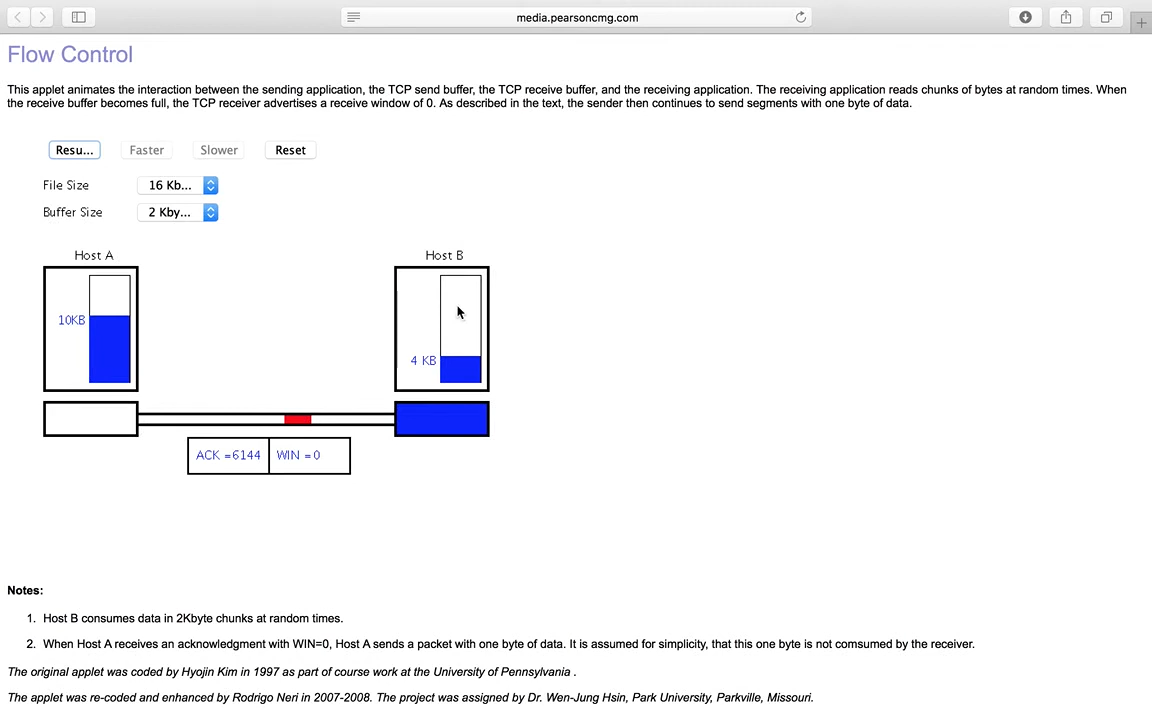 media.pearsoncmg.com
Flow Control
This applet animates the interaction between the sending application, the TCP send buffer, the TCP receive buffer, and the receiving application. The receiving application reads chunks of bytes at random times. When
the receive buffer becomes full, the TCP receiver advertises a receive window of 0. As described in the text, the sender then continues to send segments with one byte of data.
Resu... Faster Slower Reset
File Size 16 Kb...
Buffer Size 2 Kby...
Host A Host B
10KB
4 KB
ACK =6144 WIN =0
Notes:
1. Host B consumes data in 2Kbyte chunks at random times.
2. When Host A receives an acknowledgment with WIN=0, Host A sends a packet with one byte of data. It is assumed for simplicity, that this one byte is not comsumed by the receiver.
The original applet was coded by Hyojin Kim in 1997 as part of course work at the University of Pennsylvania .
The applet was re-coded and enhanced by Rodrigo Neri in 2007-2008. The project was assigned by Dr. Wen-Jung Hsin, Park University, Parkville, Missouri.